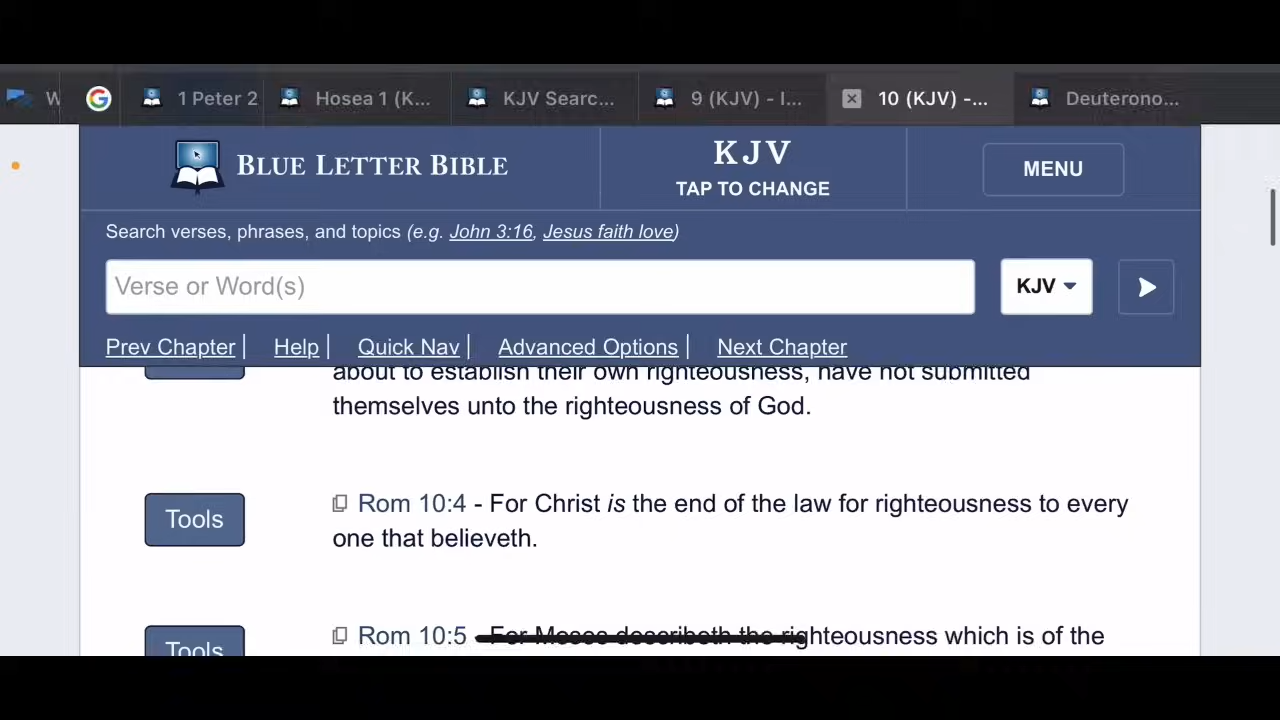 W
1 Peter 2
Hosea 1 (K...
KJV Searc...
9 (KJV) - I...
10 (KJV) -...
Deuterono...
BLUE LETTER BIBLE
KJV
TAP TO CHANGE
MENU
Search verses, phrases, and topics (e.g. John 3:16, Jesus faith love)
Verse or Word(s)
KJV
Prev Chapter | Help | Quick Nav | Advanced Options | Next Chapter
about to establish their own righteousness, have not submitted
themselves unto the righteousness of God.
Tools
Rom 10:4 - For Christ is the end of the law for righteousness to every
one that believeth.
Tools
Rom 10:5 - For Moses describeth the righteousness which is of the